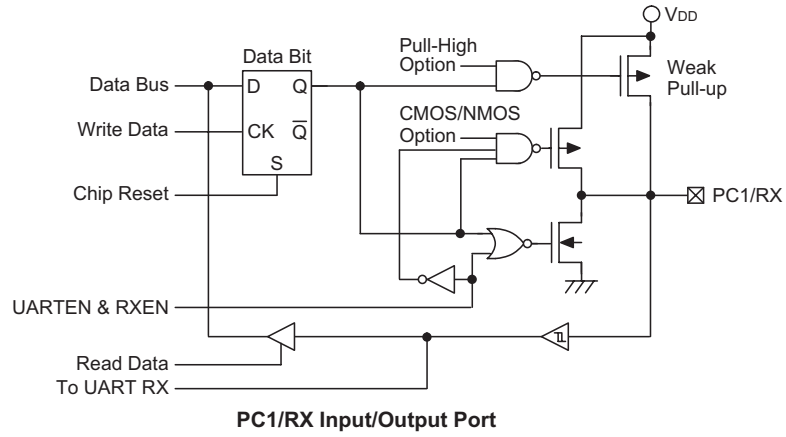 VDD
Pull-High
Option
Weak
Pull-up
Data Bit
Data Bus
D Q
Write Data
CK Q̅
CMOS/NMOS
Option
S
Chip Reset
PC1/RX
UARTEN & RXEN
Read Data
To UART RX
PC1/RX Input/Output Port